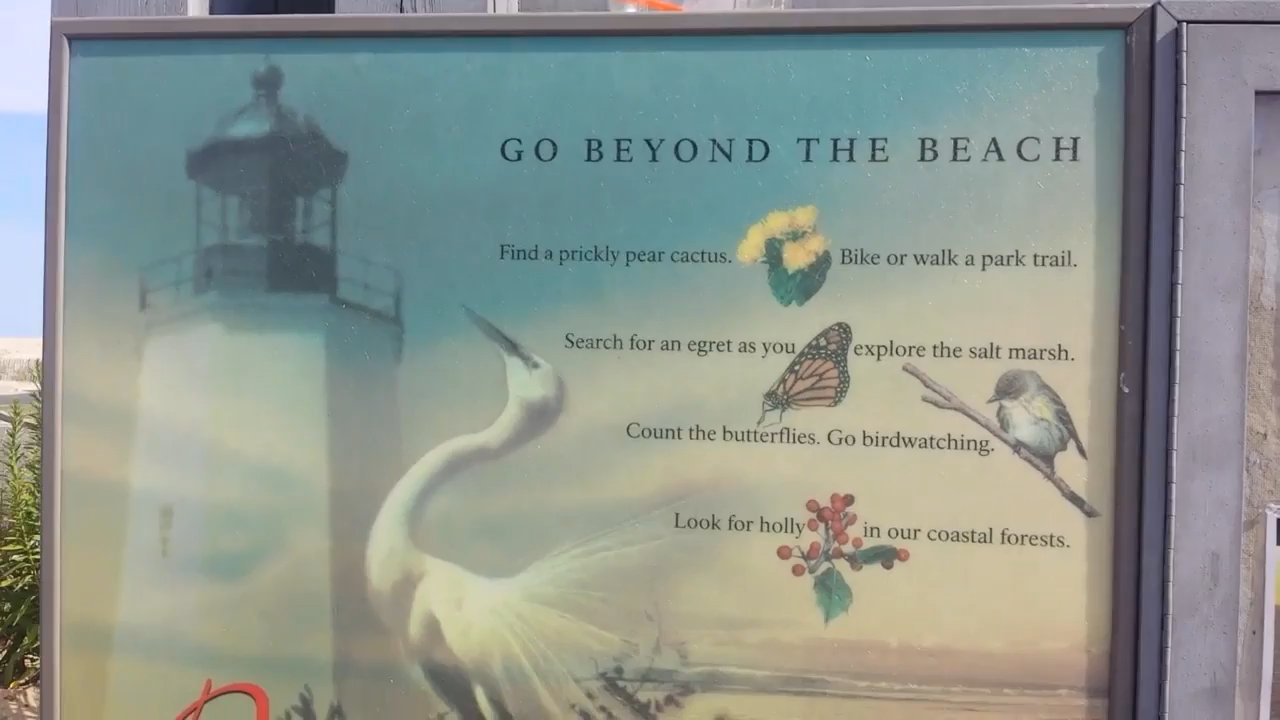 GO BEYOND THE BEACH
Find a prickly pear cactus. Bike or walk a park trail.
Search for an egret as you explore the salt marsh.
Count the butterflies. Go birdwatching.
Look for holly in our coastal forests.